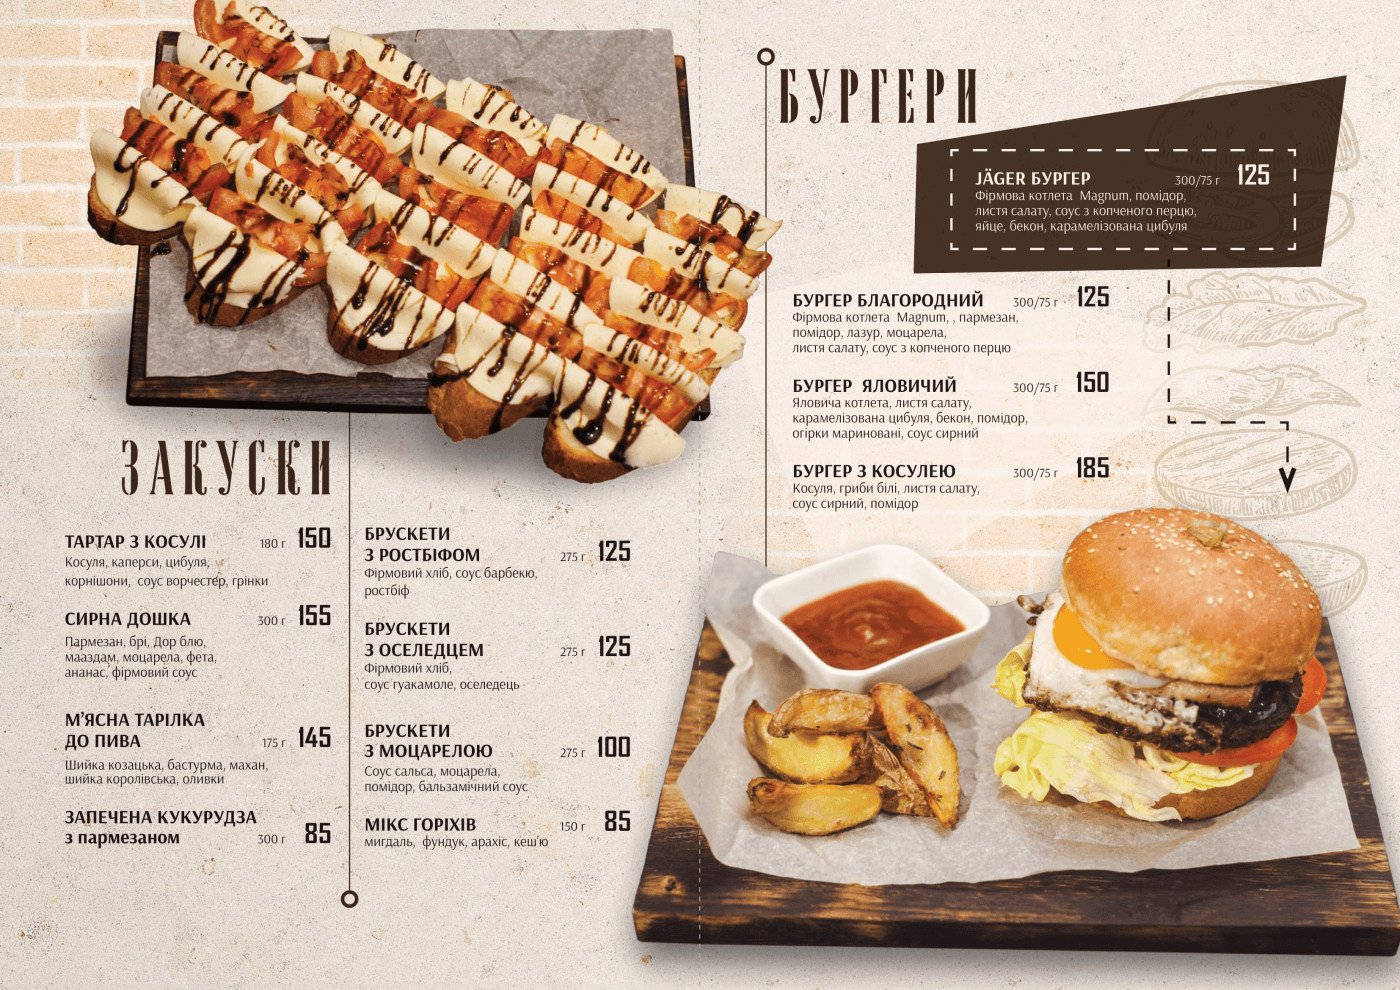 ЗАКУСКИ
ТАРТАР З КОСУЛІ 180 г 150
Косуля, каперси, цибуля,
корнішони, соус ворчестер, грінки
СИРНА ДОШКА 300 г 155
Пармезан, брі, Дор блю,
мааздам, моцарела, фета,
ананас, фірмовий соус
М'ЯСНА ТАРІЛКА
ДО ПИВА 175 г 145
Шийка козацька, бастурма, махан,
шийка королівська, оливки
ЗАПЕЧЕНА КУКУРУДЗА
з пармезаном 300 г 85
БРУСКЕТИ
З РОСТБІФОМ 275 г 125
Фірмовий хліб, соус барбекю,
ростбіф
БРУСКЕТИ
З ОСЕЛЕДЦЕМ 275 г 125
Фірмовий хліб,
соус гуакамоле, оселедець
БРУСКЕТИ
З МОЦАРЕЛОЮ 275 г 100
Соус сальса, моцарела,
помідор, бальзамічний соус
МІКС ГОРІХІВ 150 г 85
мигдаль, фундук, арахіс, кеш'ю
БУРГЕРИ
JÄGER БУРГЕР 300/75 г 125
Фірмова котлета Magnum, помідор,
листя салату, соус з копченого перцю,
яйце, бекон, карамелізована цибуля
БУРГЕР БЛАГОРОДНИЙ 300/75 г 125
Фірмова котлета Magnum, , пармезан,
помідор, лазур, моцарела,
листя салату, соус з копченого перцю
БУРГЕР ЯЛОВИЧИЙ 300/75 г 150
Яловича котлета, листя салату,
карамелізована цибуля, бекон, помідор,
огірки мариновані, соус сирний
БУРГЕР З КОСУЛЕЮ 300/75 г 185
Косуля, гриби білі, листя салату,
соус сирний, помідор